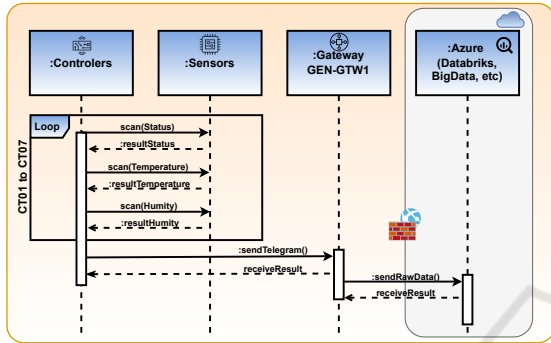 :Controlers
:Sensors
:Gateway
GEN-GTW1
:Azure
(Databriks,
BigData, etc)
Loop
CT01 to CT07
scan(Status)
:resultStatus
scan(Temperature)
:resultTemperature
scan(Humity)
:resultHumity
:sendTelegram()
receiveResult
:sendRawData()
receiveResult